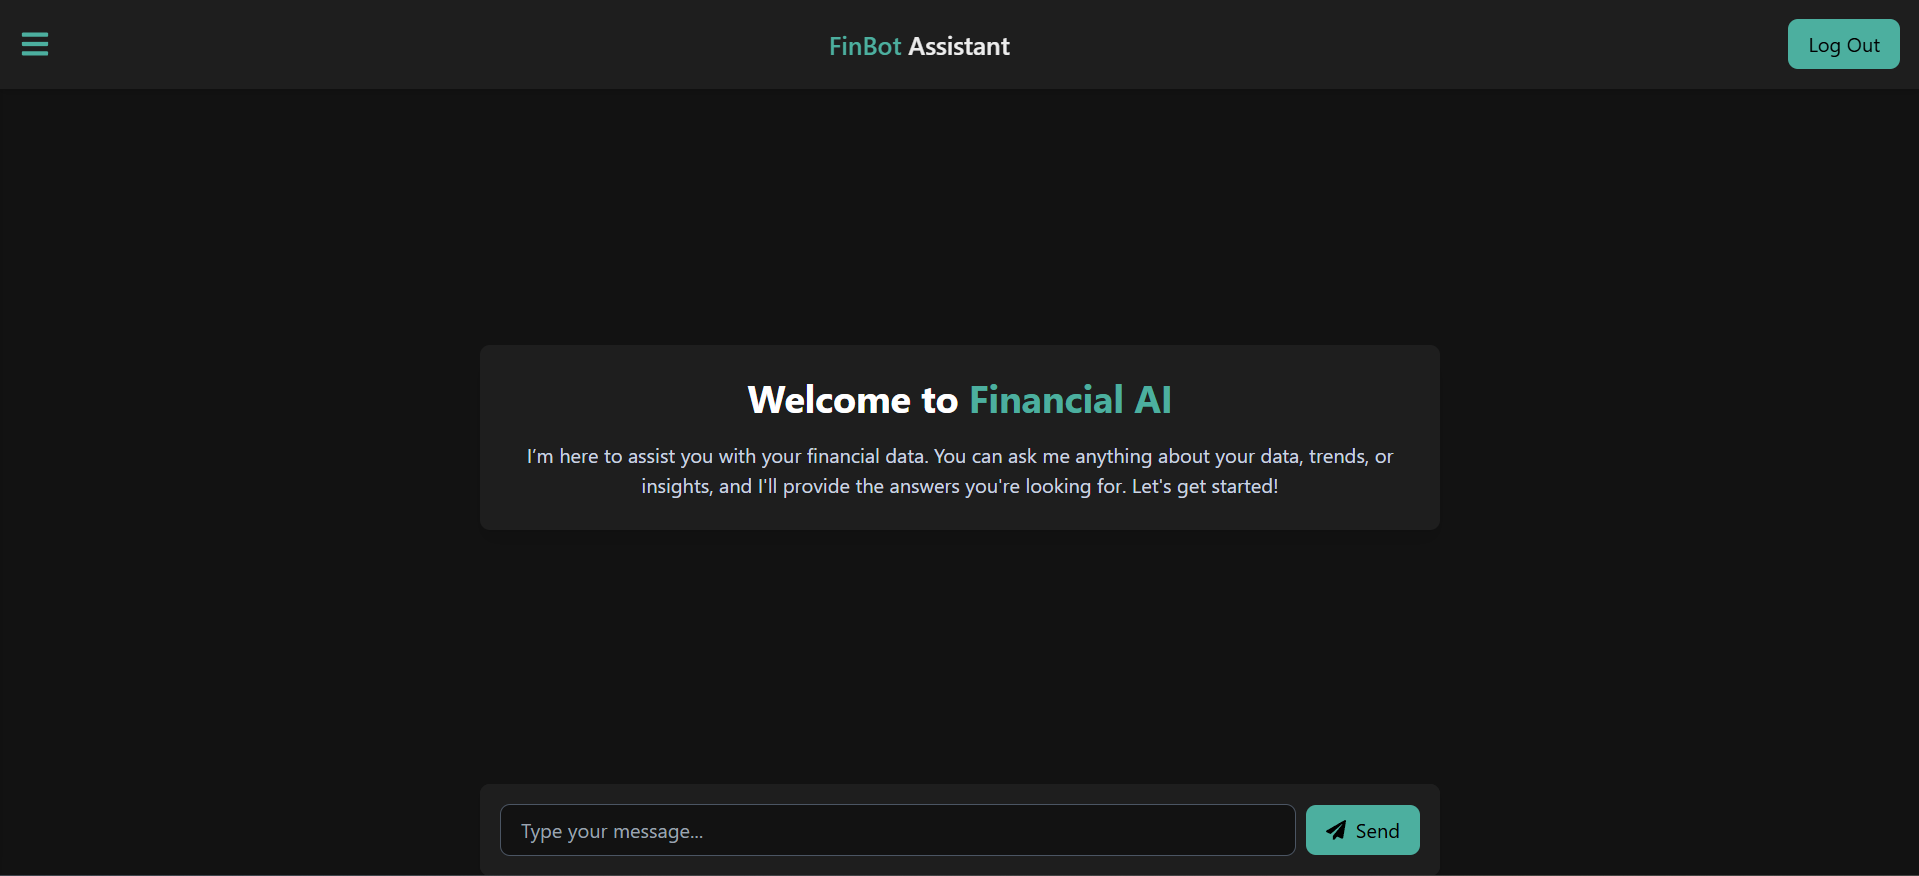 FinBot Assistant
Log Out
Welcome to Financial AI
I’m here to assist you with your financial data. You can ask me anything about your data, trends, or
insights, and I'll provide the answers you're looking for. Let's get started!
Type your message...
Send